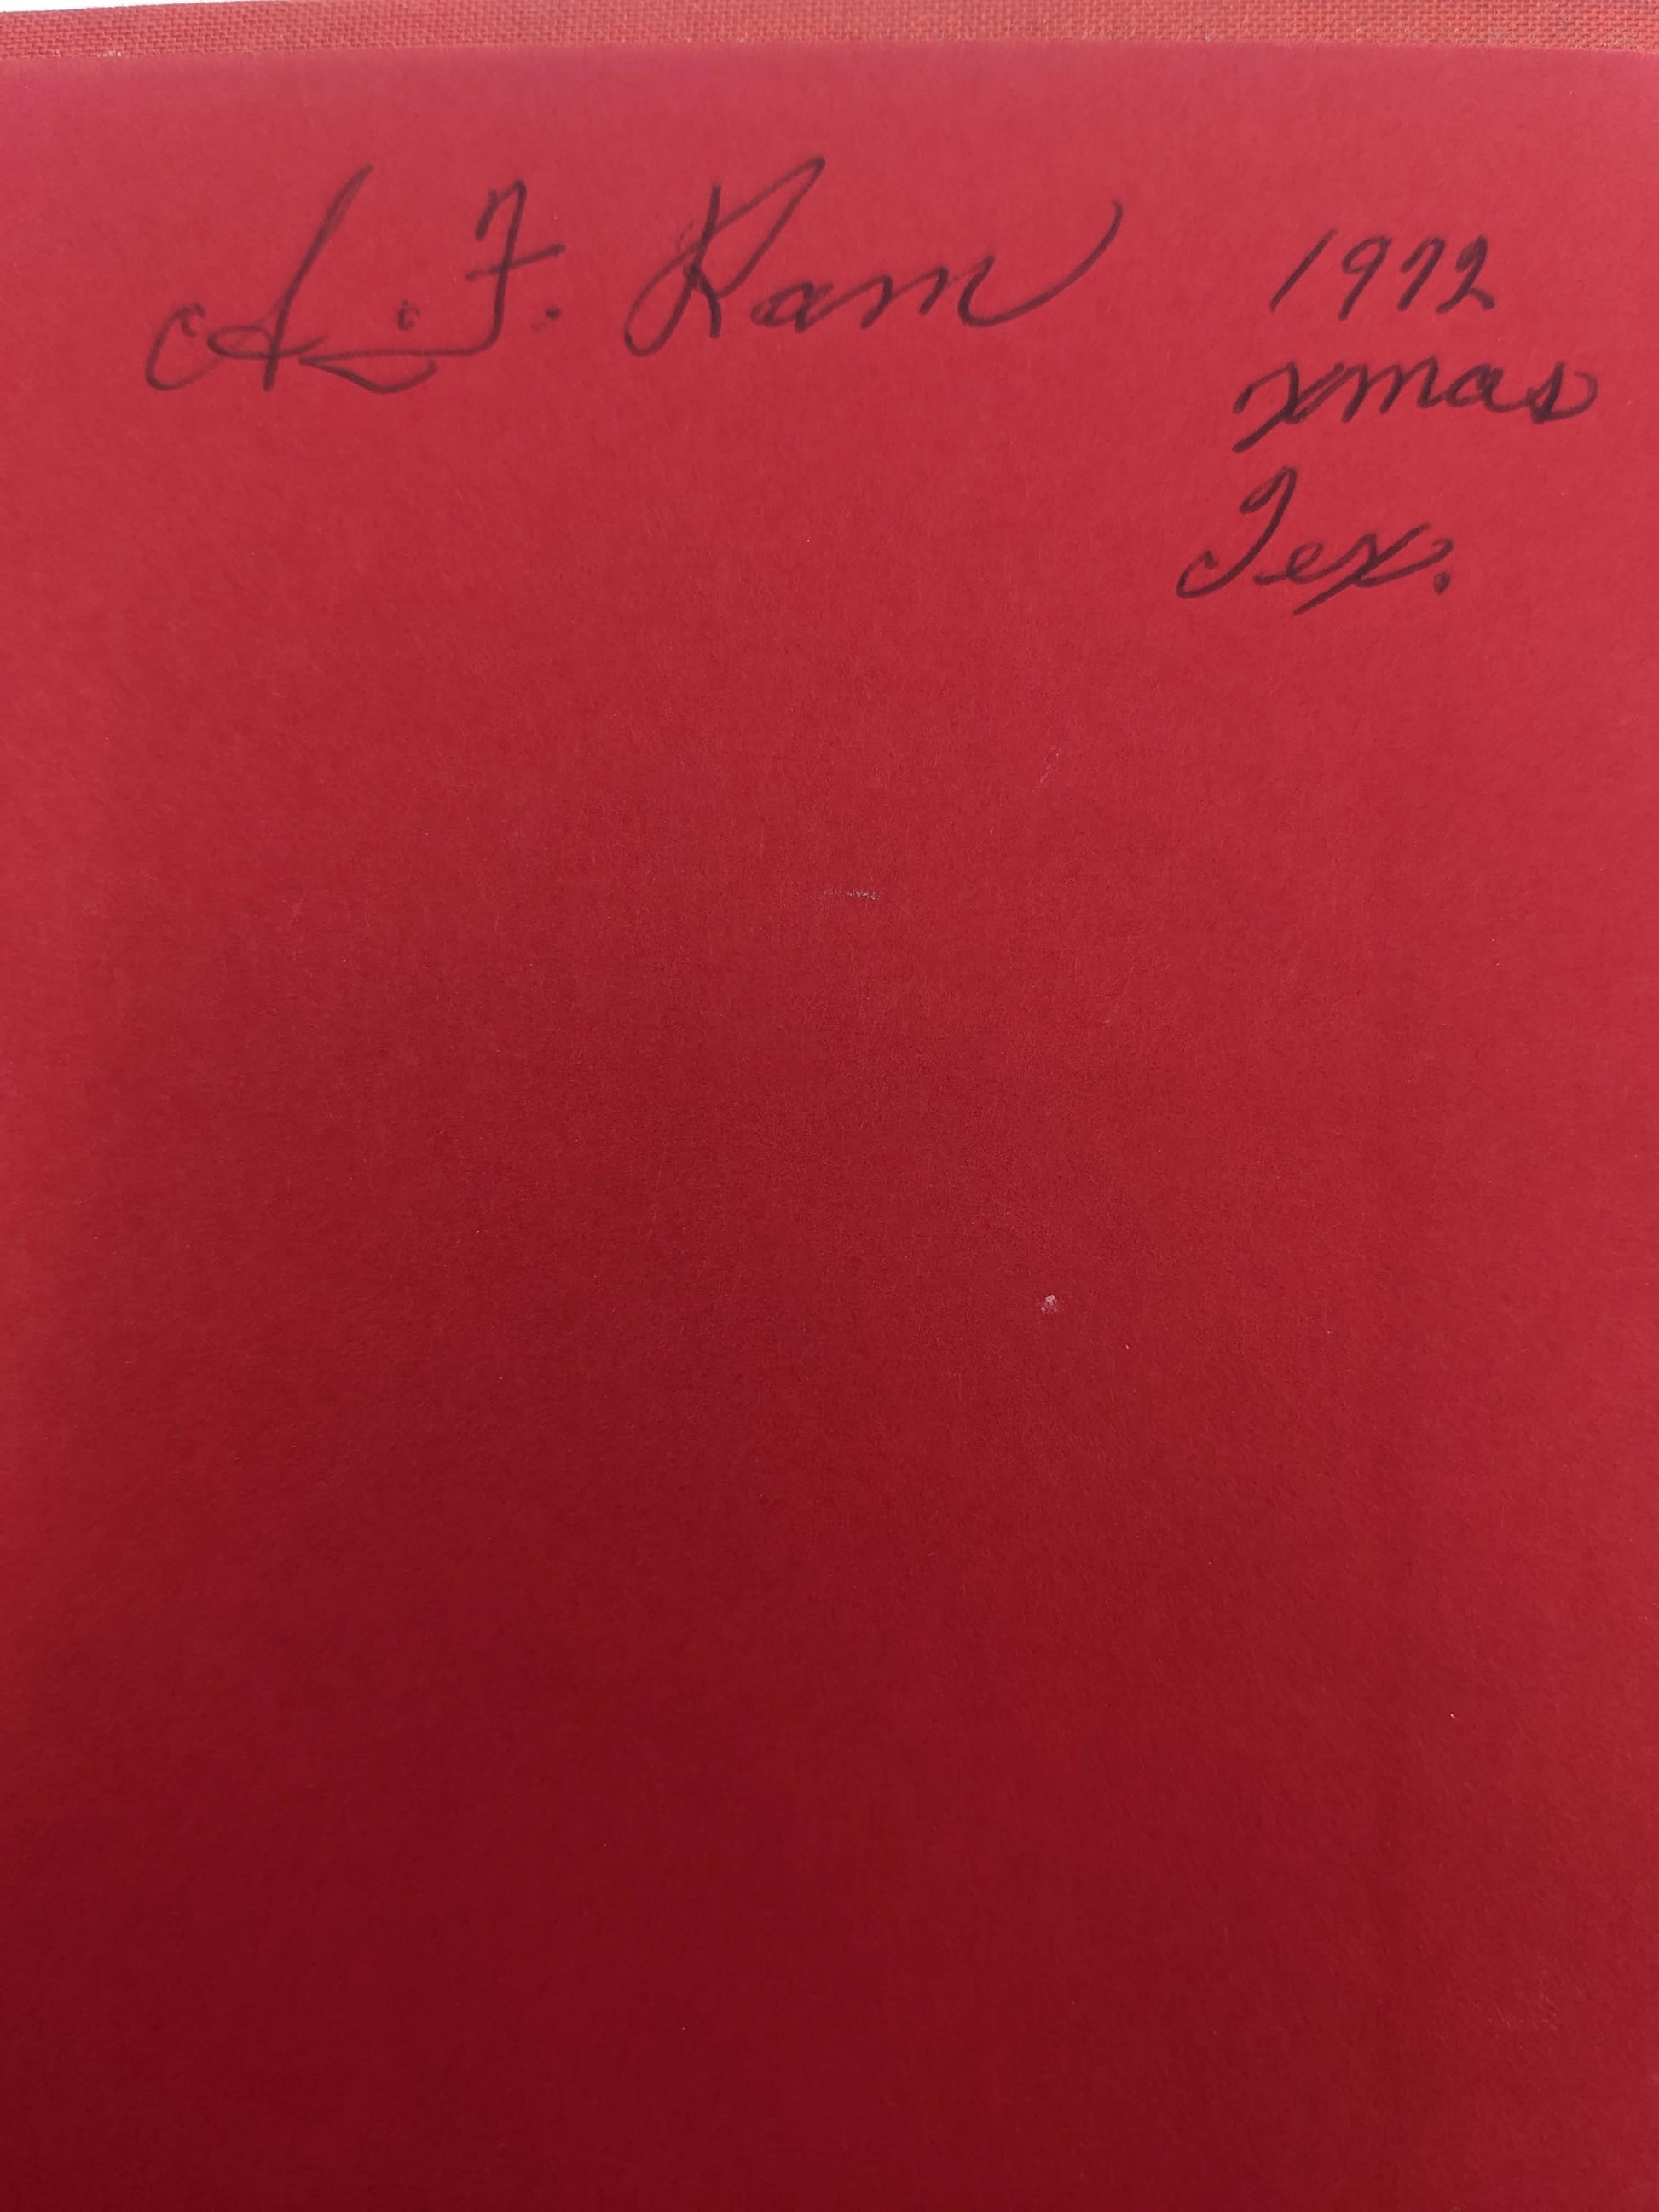 A. F. Kam 1972
xmas
Tex.